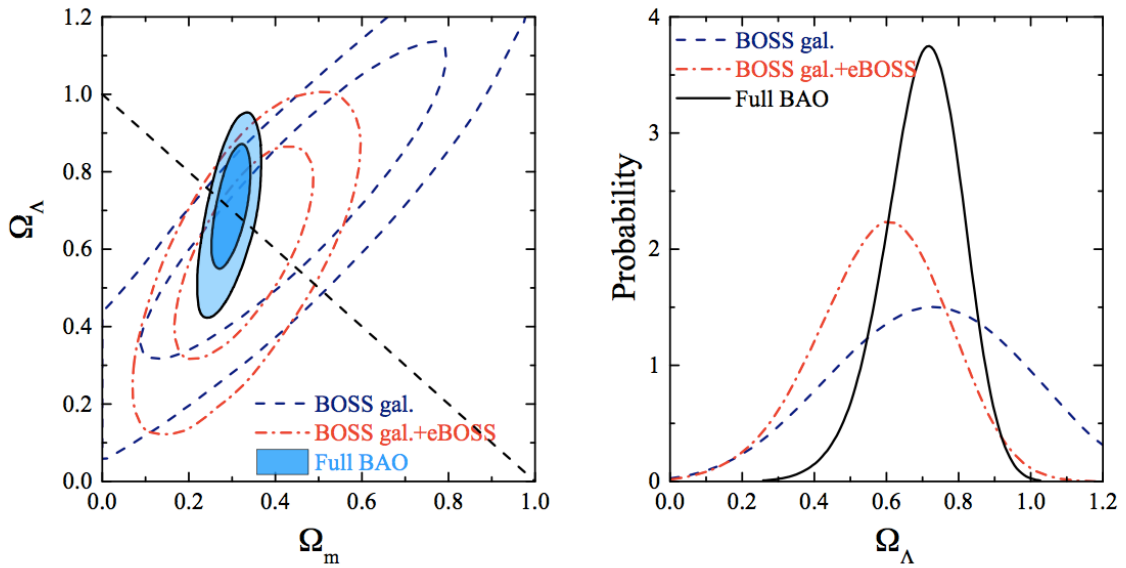 1.2
1.0
0.8
0.6
0.4
0.2
0.0
Ω_Λ
BOSS gal.
BOSS gal.+eBOSS
Full BAO
0.0 0.2 0.4 0.6 0.8 1.0
Ω_m
4
3
2
1
0
Probability
BOSS gal.
BOSS gal.+eBOSS
Full BAO
0.0 0.2 0.4 0.6 0.8 1.0 1.2
Ω_Λ